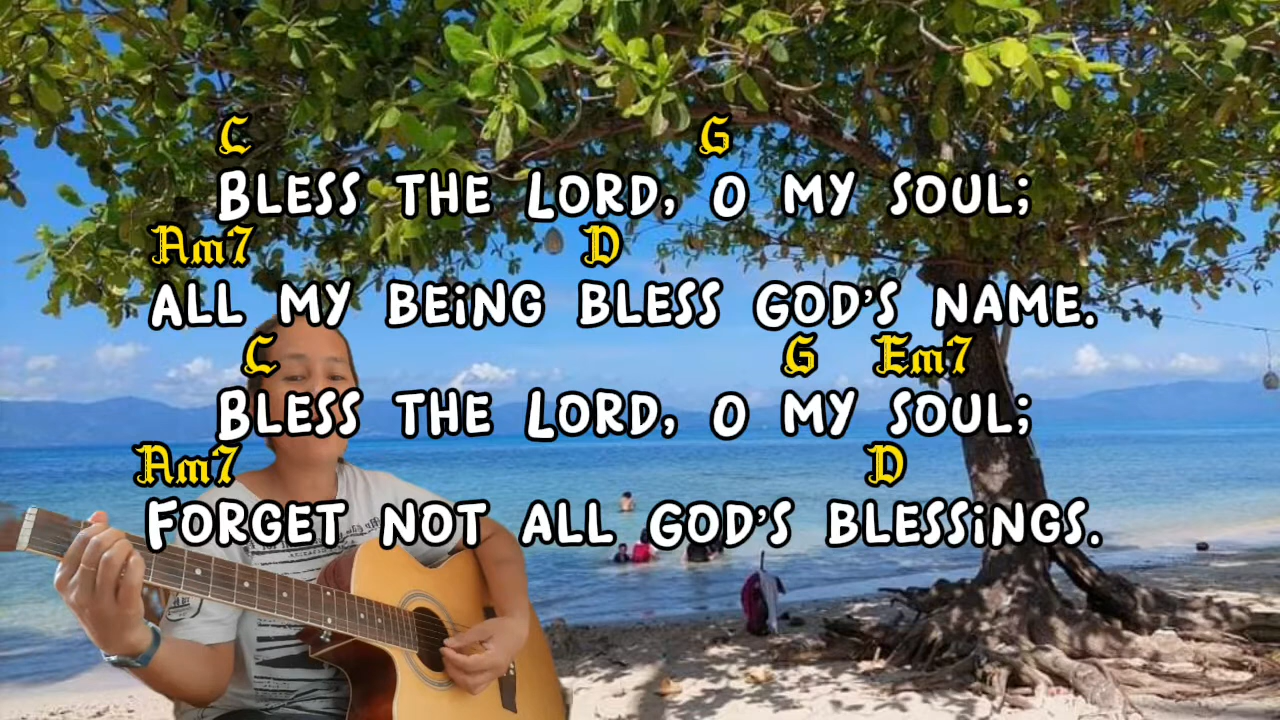 C G
BLESS THE LORD, O MY SOUL;
Am7 D
ALL MY BEING BLESS GOD'S NAME.
C G Em7
BLESS THE LORD, O MY SOUL;
Am7 D
FORGET NOT ALL GOD'S BLESSINGS.